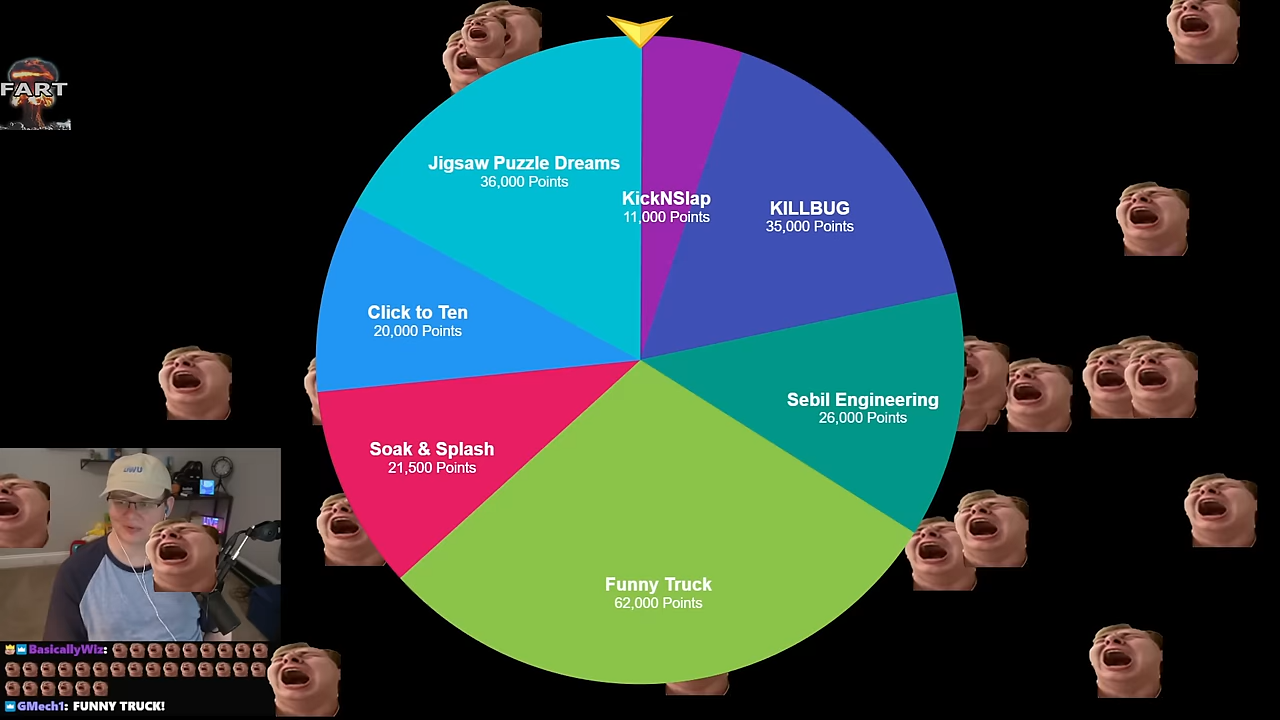 FART
Jigsaw Puzzle Dreams
36,000 Points
KickNSlap
11,000 Points
KILLBUG
35,000 Points
Click to Ten
20,000 Points
Sebil Engineering
26,000 Points
Soak & Splash
21,500 Points
Funny Truck
62,000 Points
DWU
LIVE
BasicallyWiz:
GMech1: FUNNY TRUCK!